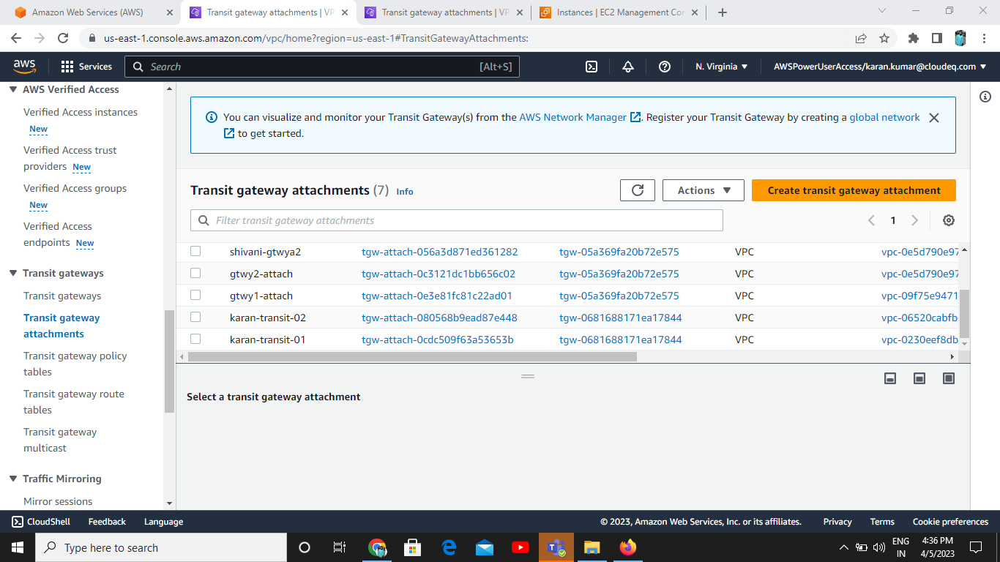 Amazon Web Services (AWS)
Transit gateway attachments | VP
Transit gateway attachments | VP
Instances | EC2 Management Con
us-east-1.console.aws.amazon.com/vpc/home?region=us-east-1#TransitGatewayAttachments:
aws
Services
Search
[Alt+S]
N. Virginia
AWSPowerUserAccess/karan.kumar@cloudeq.com
AWS Verified Access
Verified Access instances
New
Verified Access trust
providers New
Verified Access groups
New
Verified Access
endpoints New
Transit gateways
Transit gateways
Transit gateway
attachments
Transit gateway policy
tables
Transit gateway route
tables
Transit gateway
multicast
Traffic Mirroring
Mirror sessions
You can visualize and monitor your Transit Gateway(s) from the AWS Network Manager. Register your Transit Gateway by creating a global network
to get started.
Transit gateway attachments (7) Info
Actions
Create transit gateway attachment
Filter transit gateway attachments
1
shivani-gtwya2 tgw-attach-056a3d871ed361282 tgw-05a369fa20b72e575 VPC vpc-0e5d790e97
gtwy2-attach tgw-attach-0c3121dc1bb656c02 tgw-05a369fa20b72e575 VPC vpc-0e5d790e97
gtwy1-attach tgw-attach-0e3e81fc81c22ad01 tgw-05a369fa20b72e575 VPC vpc-09f75e9471
karan-transit-02 tgw-attach-080568b9ead87e448 tgw-0681688171ea17844 VPC vpc-06520cabfb
karan-transit-01 tgw-attach-0cdc509f63a53653b tgw-0681688171ea17844 VPC vpc-0230eef8db
Select a transit gateway attachment
CloudShell
Feedback
Language
© 2023, Amazon Web Services, Inc. or its affiliates.
Privacy
Terms
Cookie preferences
Type here to search
ENG
IN
4:36 PM
4/5/2023